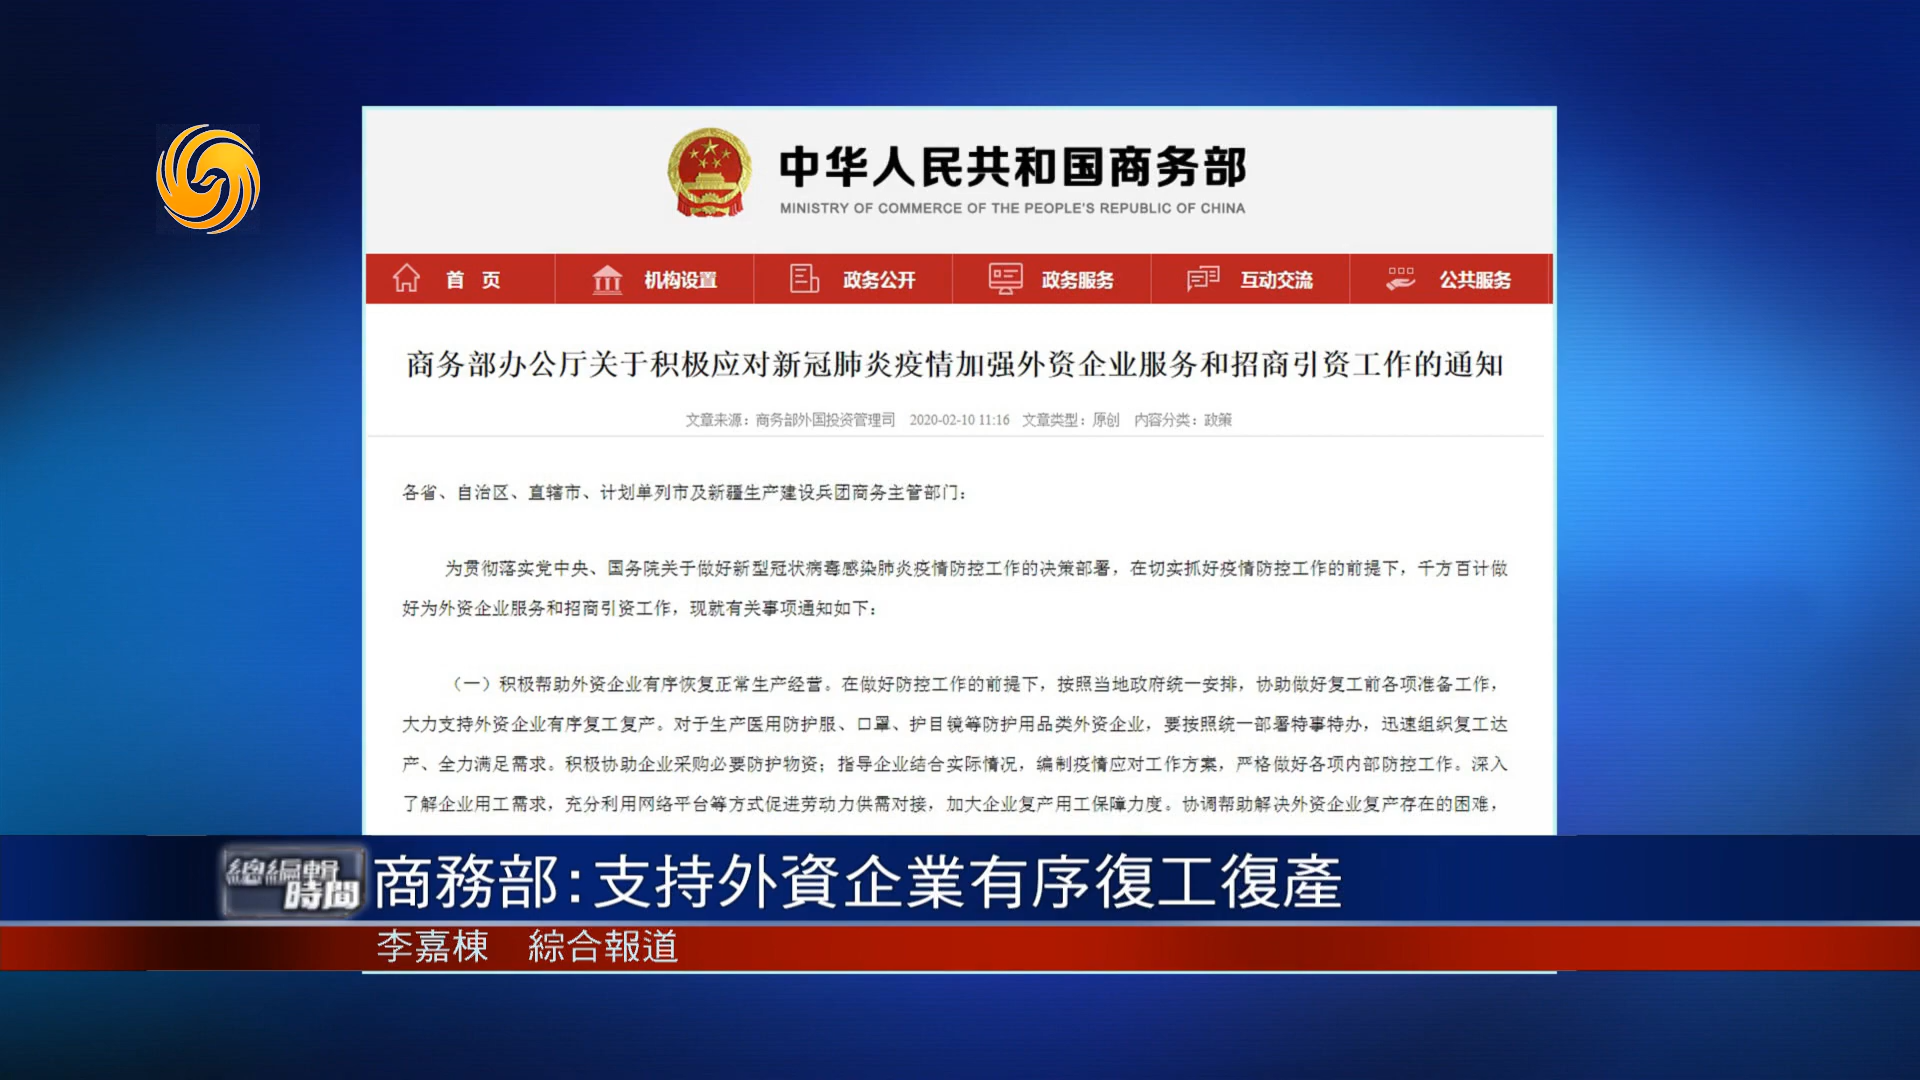 中华人民共和国商务部
MINISTRY OF COMMERCE OF THE PEOPLE'S REPUBLIC OF CHINA
首 页 机构设置 政务公开 政务服务 互动交流 公共服务
商务部办公厅关于积极应对新冠肺炎疫情加强外资企业服务和招商引资工作的通知
文章来源：商务部外国投资管理司 2020-02-10 11:16 文章类型：原创 内容分类：政策
各省、自治区、直辖市、计划单列市及新疆生产建设兵团商务主管部门：
为贯彻落实党中央、国务院关于做好新型冠状病毒感染肺炎疫情防控工作的决策部署，在切实抓好疫情防控工作的前提下，千方百计做
好为外资企业服务和招商引资工作，现就有关事项通知如下：
（一）积极帮助外资企业有序恢复正常生产经营。在做好防控工作的前提下，按照当地政府统一安排，协助做好复工前各项准备工作，
大力支持外资企业有序复工复产。对于生产医用防护服、口罩、护目镜等防护用品类外资企业，要按照统一部署特事特办，迅速组织复工达
产、全力满足需求。积极协助企业采购必要防护物资；指导企业结合实际情况，编制疫情应对工作方案，严格做好各项内部防控工作。深入
了解企业用工需求，充分利用网络平台等方式促进劳动力供需对接，加大企业复产用工保障力度。协调帮助解决外资企业复产存在的困难，
總編輯
時間
商務部:支持外資企業有序復工復產
李嘉棟 綜合報道